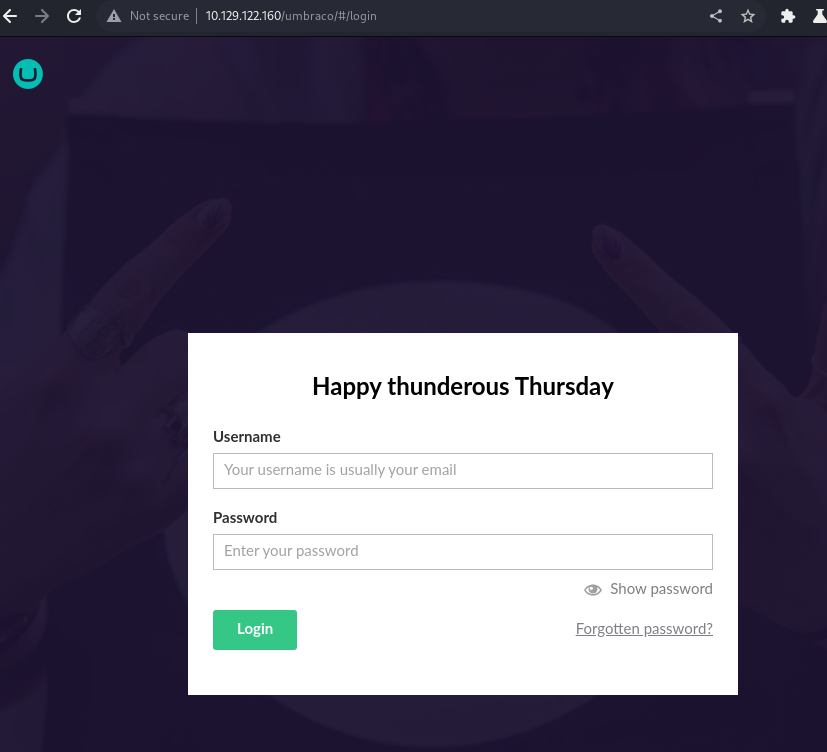 Not secure | 10.129.122.160/umbraco/#/login
Happy thunderous Thursday
Username
Your username is usually your email
Password
Enter your password
Show password
Login
Forgotten password?